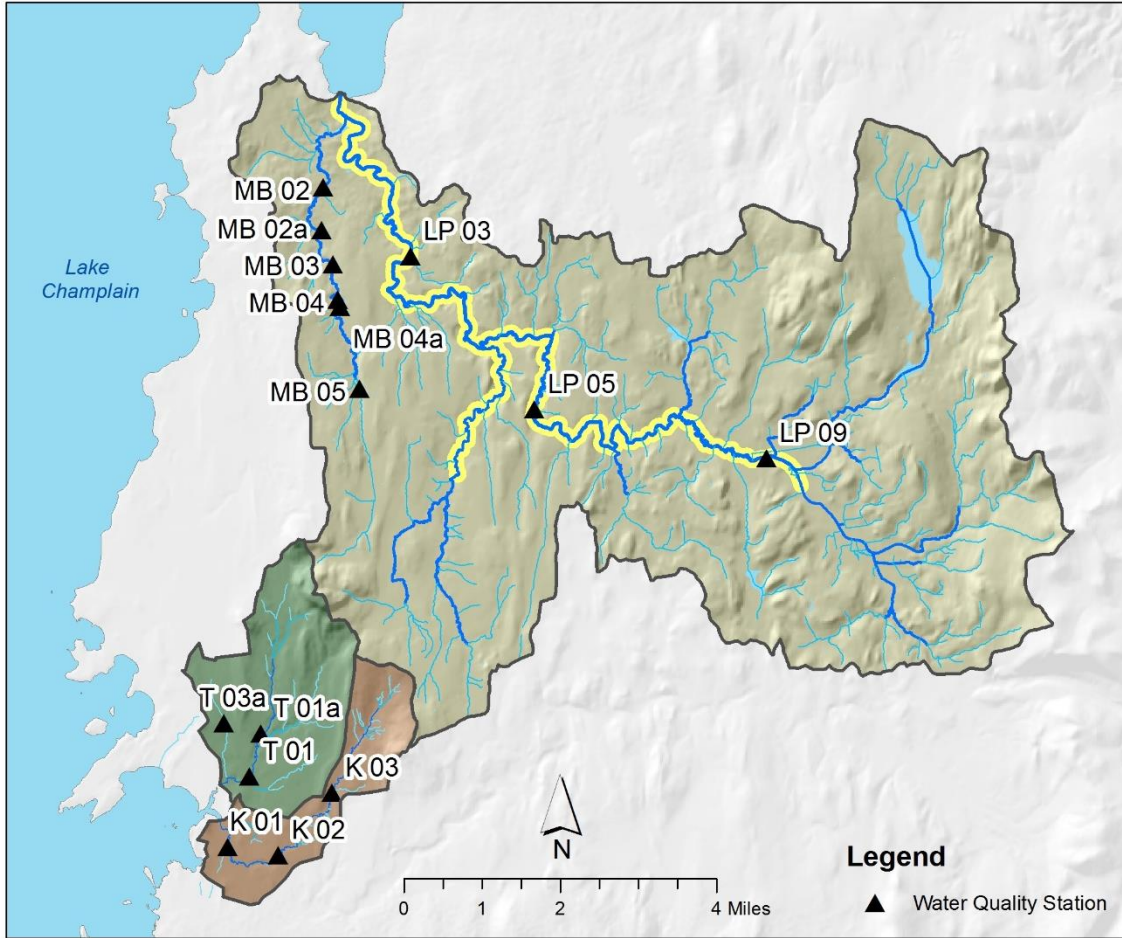 MB 02
MB 02a
LP 03
Lake
Champlain
MB 03
MB 04
MB 04a
MB 05
LP 05
LP 09
T 03a
T 01a
T 01
K 03
K 01
K 02
N
Legend
0 1 2 4 Miles
Water Quality Station